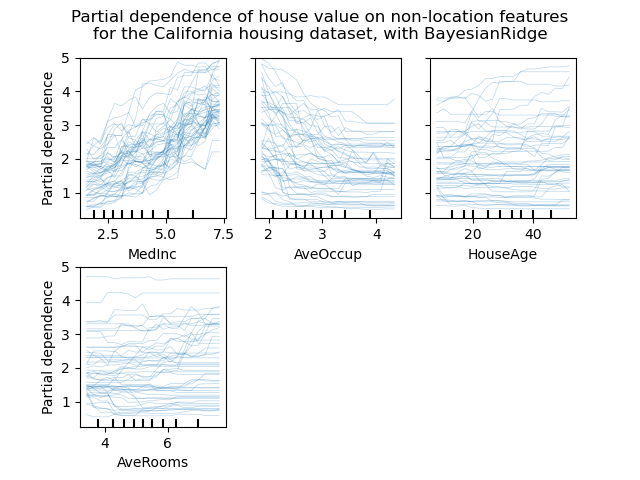 Partial dependence of house value on non-location features
for the California housing dataset, with BayesianRidge
Partial dependence
5
4
3
2
1
2.5 5.0 7.5
MedInc
2 3 4
AveOccup
20 40
HouseAge
Partial dependence
5
4
3
2
1
4 6
AveRooms